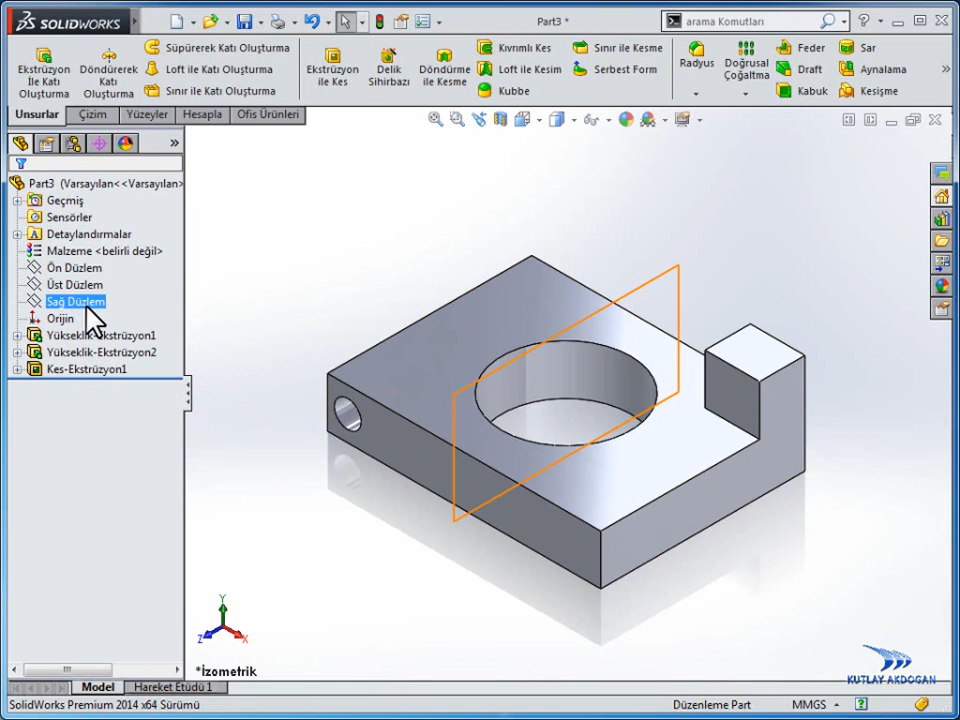 SOLIDWORKS
Part3 *
arama Komutları
Ekstrüzyon İle Katı Oluşturma
Döndürerek Katı Oluşturma
Süpürerek Katı Oluşturma
Loft ile Katı Oluşturma
Sınır ile Katı Oluşturma
Ekstrüzyon ile Kes
Delik Sihirbazı
Döndürme ile Kesme
Kıvrımlı Kes
Loft ile Kesim
Kubbe
Sınır ile Kesme
Serbest Form
Radyus
Doğrusal Çoğaltma
Feder
Draft
Kabuk
Sar
Aynalama
Kesişme
Unsurlar
Çizim
Yüzeyler
Hesapla
Ofis Ürünleri
Part3 (Varsayılan<<Varsayılan>
Geçmiş
Sensörler
Detaylandırmalar
Malzeme <belirli değil>
Ön Düzlem
Üst Düzlem
Sağ Düzlem
Orijin
Yükseklik-Ekstrüzyon1
Yükseklik-Ekstrüzyon2
Kes-Ekstrüzyon1
Y
Z
X
*İzometrik
KUTLAY AKDOGAN
Model
Hareket Etüdü 1
SolidWorks Premium 2014 x64 Sürümü
Düzenleme Part
MMGS